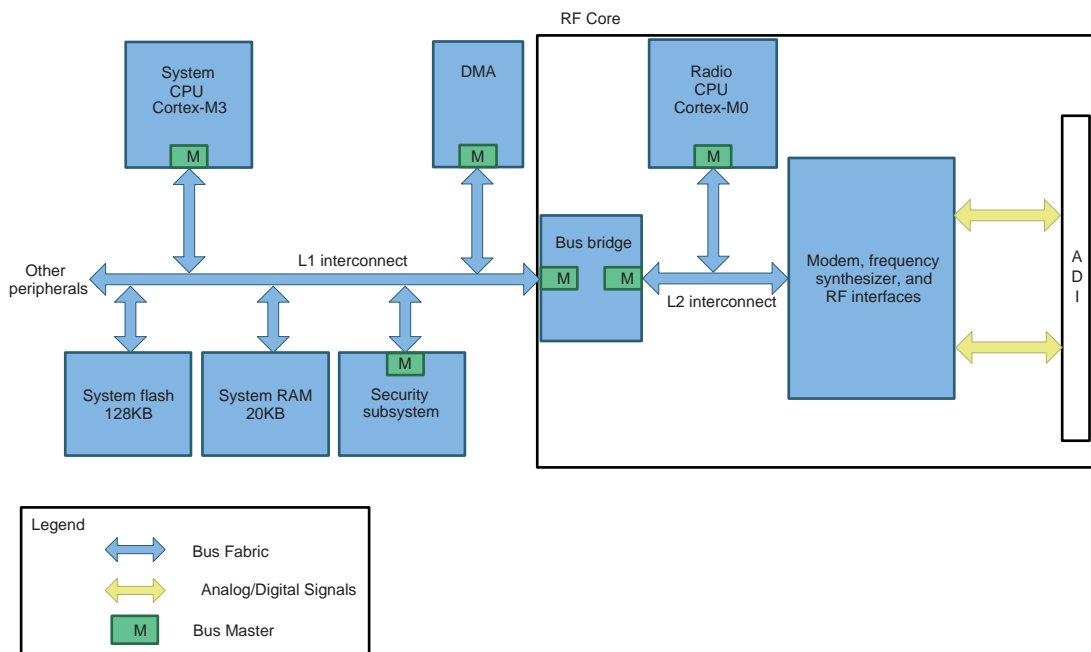 RF Core
System
CPU
Cortex-M3
M
DMA
M
Radio
CPU
Cortex-M0
M
Bus bridge
M
M
L1 interconnect
L2 interconnect
Other
peripherals
Modem, frequency
synthesizer, and
RF interfaces
A
D
I
System flash
128KB
System RAM
20KB
M
Security
subsystem
Legend
Bus Fabric
Analog/Digital Signals
M
Bus Master